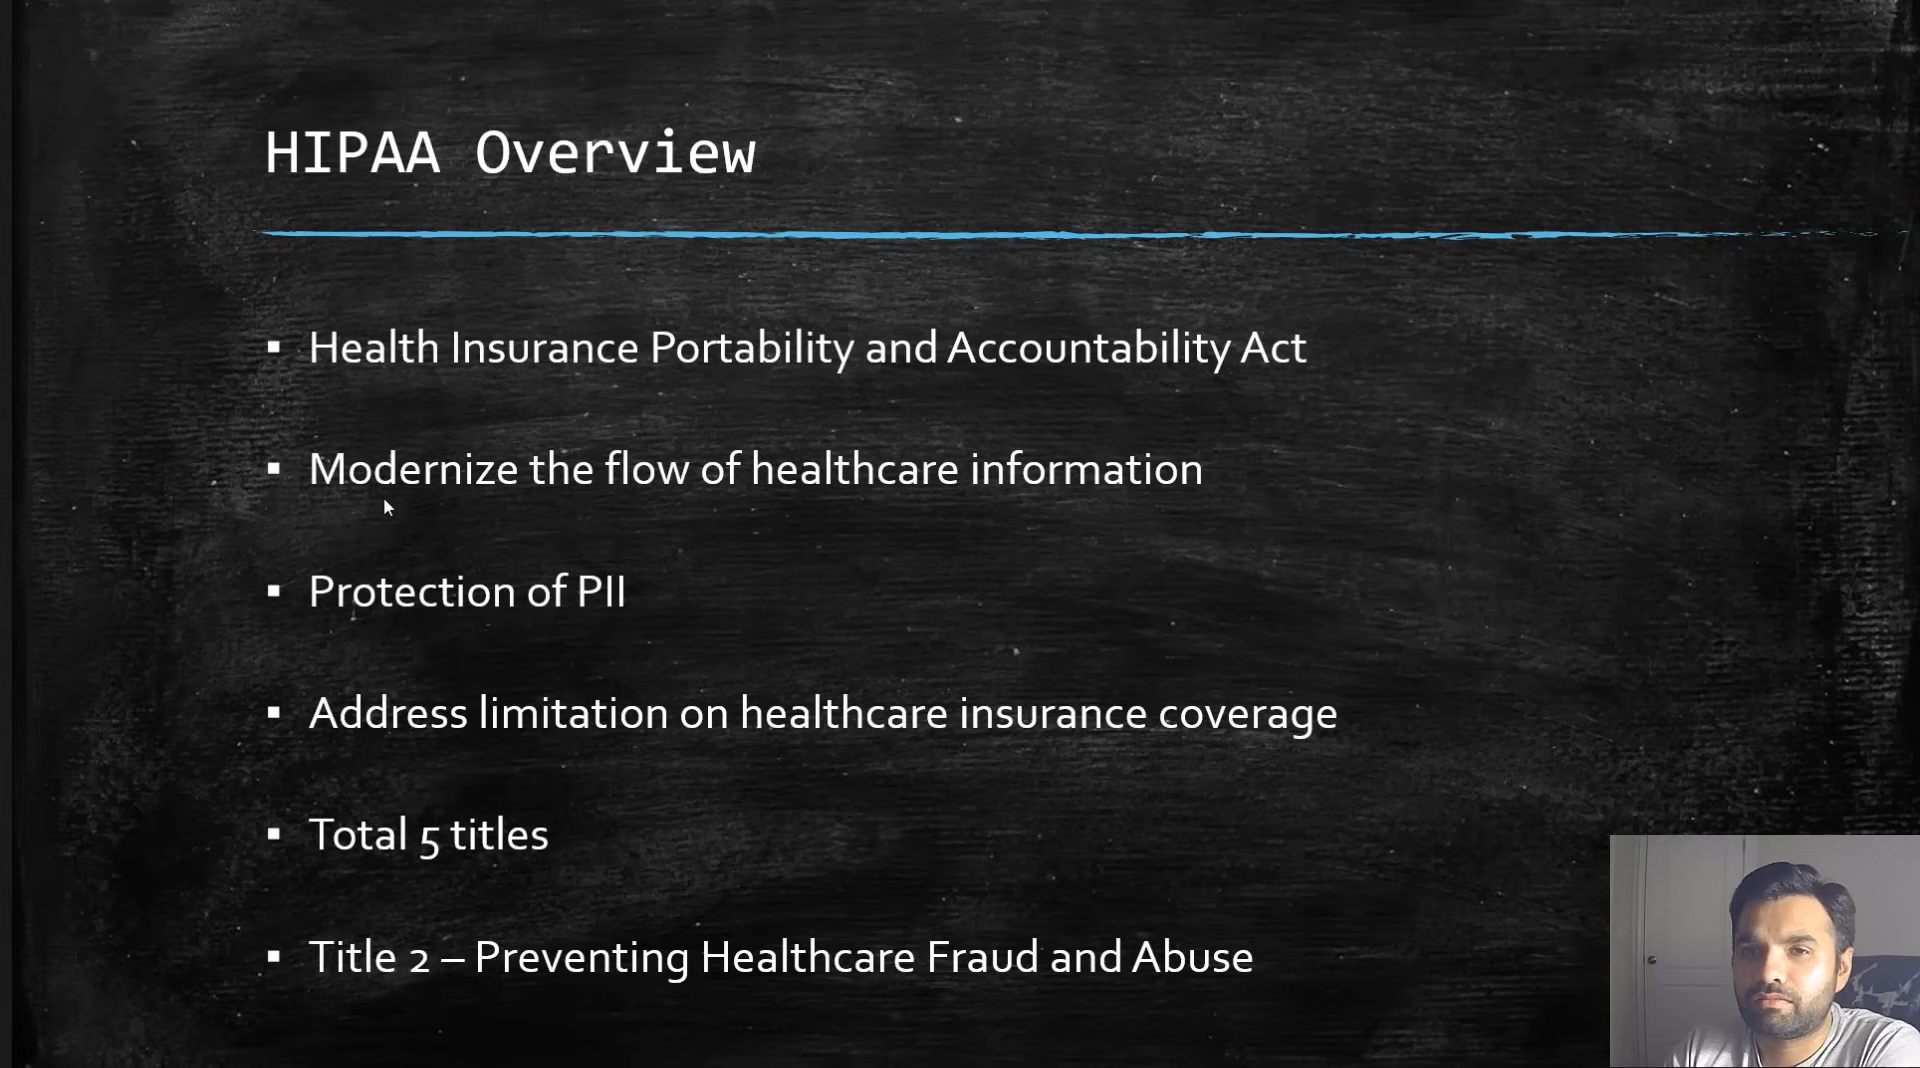 HIPAA Overview
▪ Health Insurance Portability and Accountability Act
▪ Modernize the flow of healthcare information
▪ Protection of PII
▪ Address limitation on healthcare insurance coverage
▪ Total 5 titles
▪ Title 2 – Preventing Healthcare Fraud and Abuse